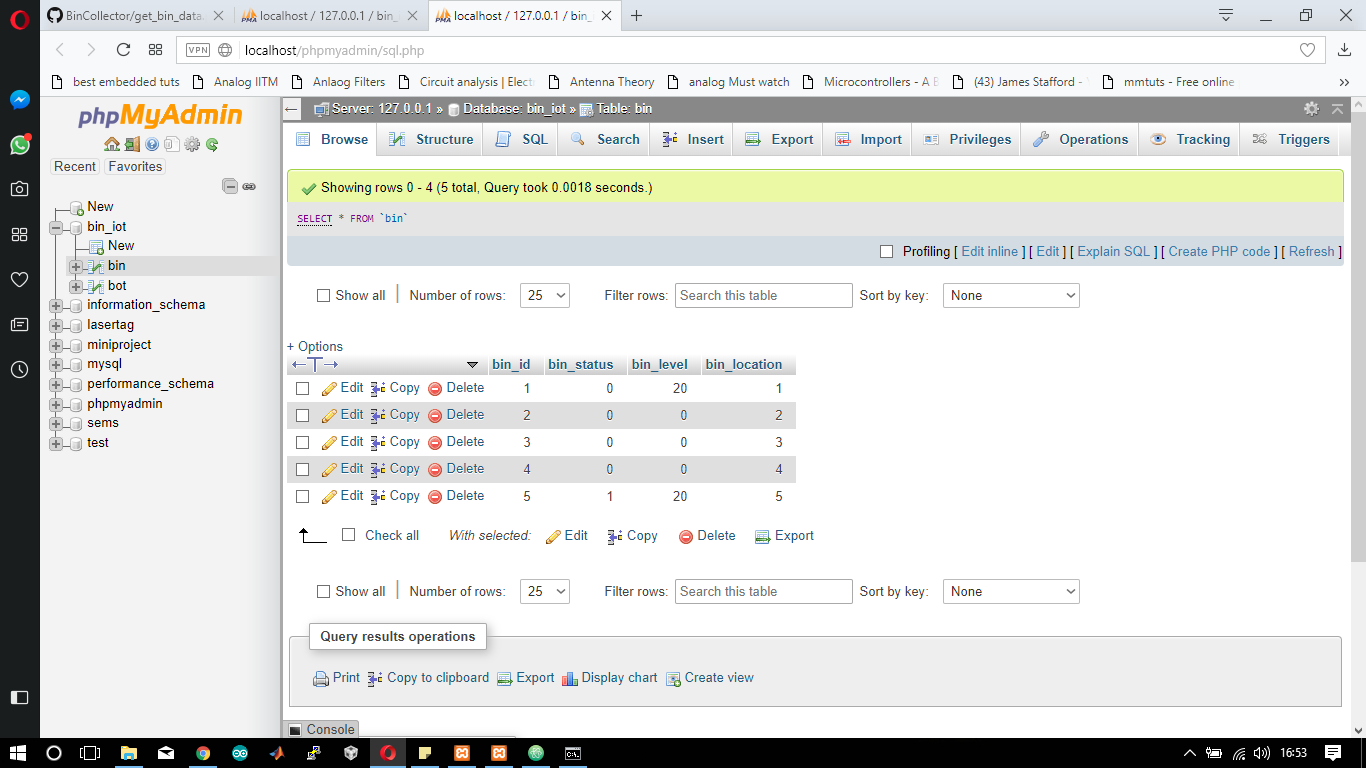 BinCollector/get_bin_data. localhost / 127.0.0.1 / bin_ localhost / 127.0.0.1 / bin_
VPN localhost/phpmyadmin/sql.php
best embedded tuts Analog IITM Anlaog Filters Circuit analysis | Elect Antenna Theory analog Must watch Microcontrollers - A B (43) James Stafford - mmtuts - Free online
phpMyAdmin
Recent Favorites
New
bin_iot
New
bin
bot
information_schema
lasertag
miniproject
mysql
performance_schema
phpmyadmin
sems
test
Server: 127.0.0.1 » Database: bin_iot » Table: bin
Browse Structure SQL Search Insert Export Import Privileges Operations Tracking Triggers
Showing rows 0 - 4 (5 total, Query took 0.0018 seconds.)
SELECT * FROM `bin`
Profiling [ Edit inline ] [ Edit ] [ Explain SQL ] [ Create PHP code ] [ Refresh ]
Show all Number of rows: 25 Filter rows: Search this table Sort by key: None
+ Options
bin_id bin_status bin_level bin_location
Edit Copy Delete 1 0 20 1
Edit Copy Delete 2 0 0 2
Edit Copy Delete 3 0 0 3
Edit Copy Delete 4 0 0 4
Edit Copy Delete 5 1 20 5
Check all With selected: Edit Copy Delete Export
Show all Number of rows: 25 Filter rows: Search this table Sort by key: None
Query results operations
Print Copy to clipboard Export Display chart Create view
Console
16:53